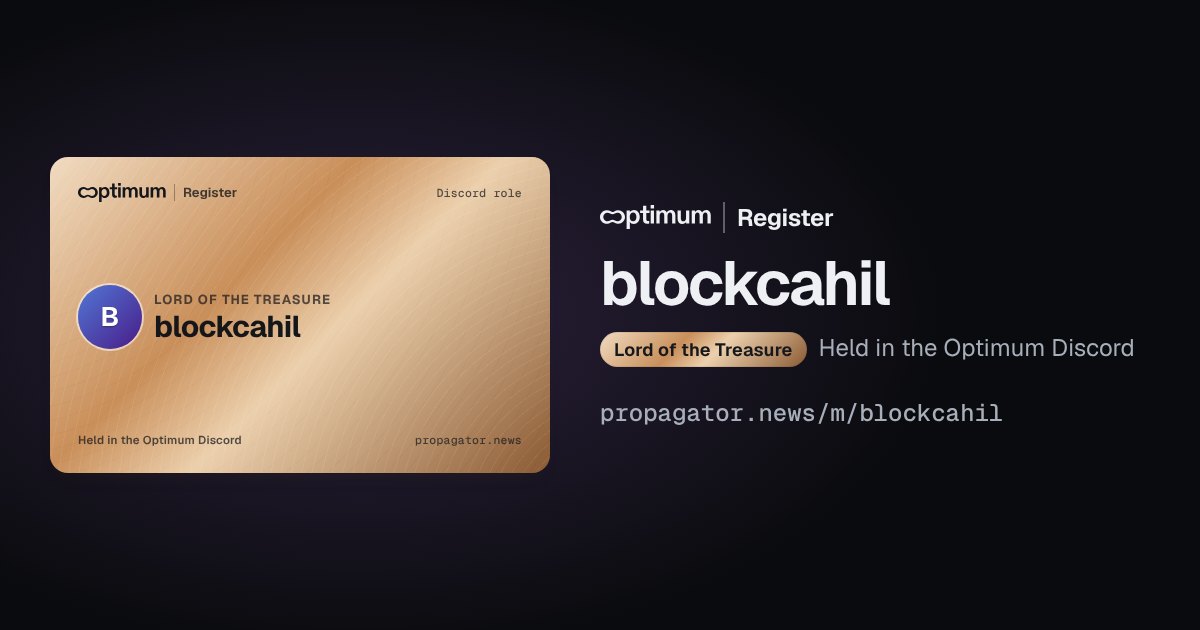 optimum | Register
Discord role
B
LORD OF THE TREASURE
blockcahil
Held in the Optimum Discord
propagator.news
optimum | Register
blockcahil
Lord of the Treasure
Held in the Optimum Discord
propagator.news/m/blockcahil